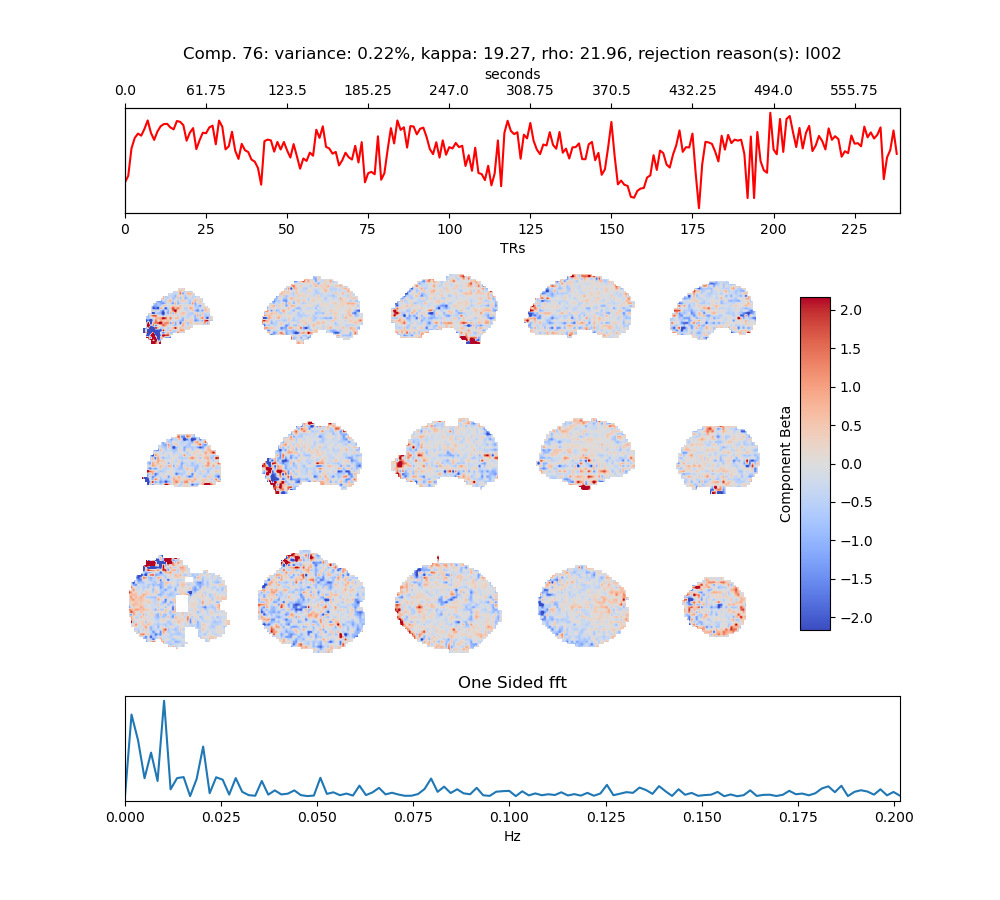 Comp. 76: variance: 0.22%, kappa: 19.27, rho: 21.96, rejection reason(s): I002
seconds
0.0 61.75 123.5 185.25 247.0 308.75 370.5 432.25 494.0 555.75
0 25 50 75 100 125 150 175 200 225
TRs
2.0
1.5
1.0
0.5
0.0
−0.5
−1.0
−1.5
−2.0
Component Beta
One Sided fft
0.000 0.025 0.050 0.075 0.100 0.125 0.150 0.175 0.200
Hz